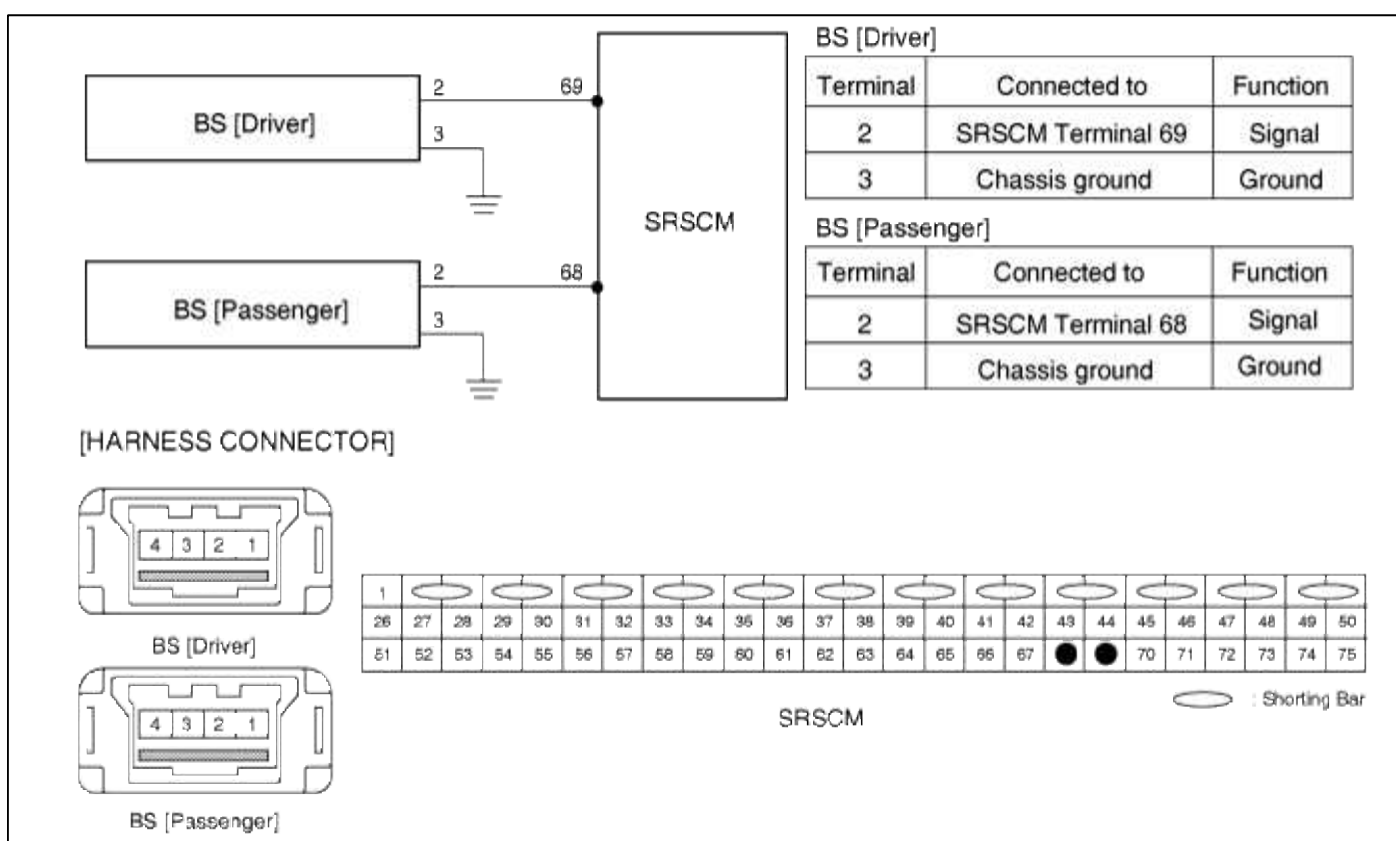 BS [Driver]
2
3
69
BS [Passenger]
2
3
68
SRSCM
BS [Driver]
Terminal Connected to Function
2 SRSCM Terminal 69 Signal
3 Chassis ground Ground
BS [Passenger]
Terminal Connected to Function
2 SRSCM Terminal 68 Signal
3 Chassis ground Ground
[HARNESS CONNECTOR]
4 3 2 1
BS [Driver]
4 3 2 1
BS [Passenger]
1
26 27 28 29 30 31 32 33 34 35 36 37 38 39 40 41 42 43 44 45 46 47 48 49 50
51 52 53 54 55 56 57 58 59 60 61 62 63 64 65 66 67 70 71 72 73 74 75
SRSCM
: Shorting Bar